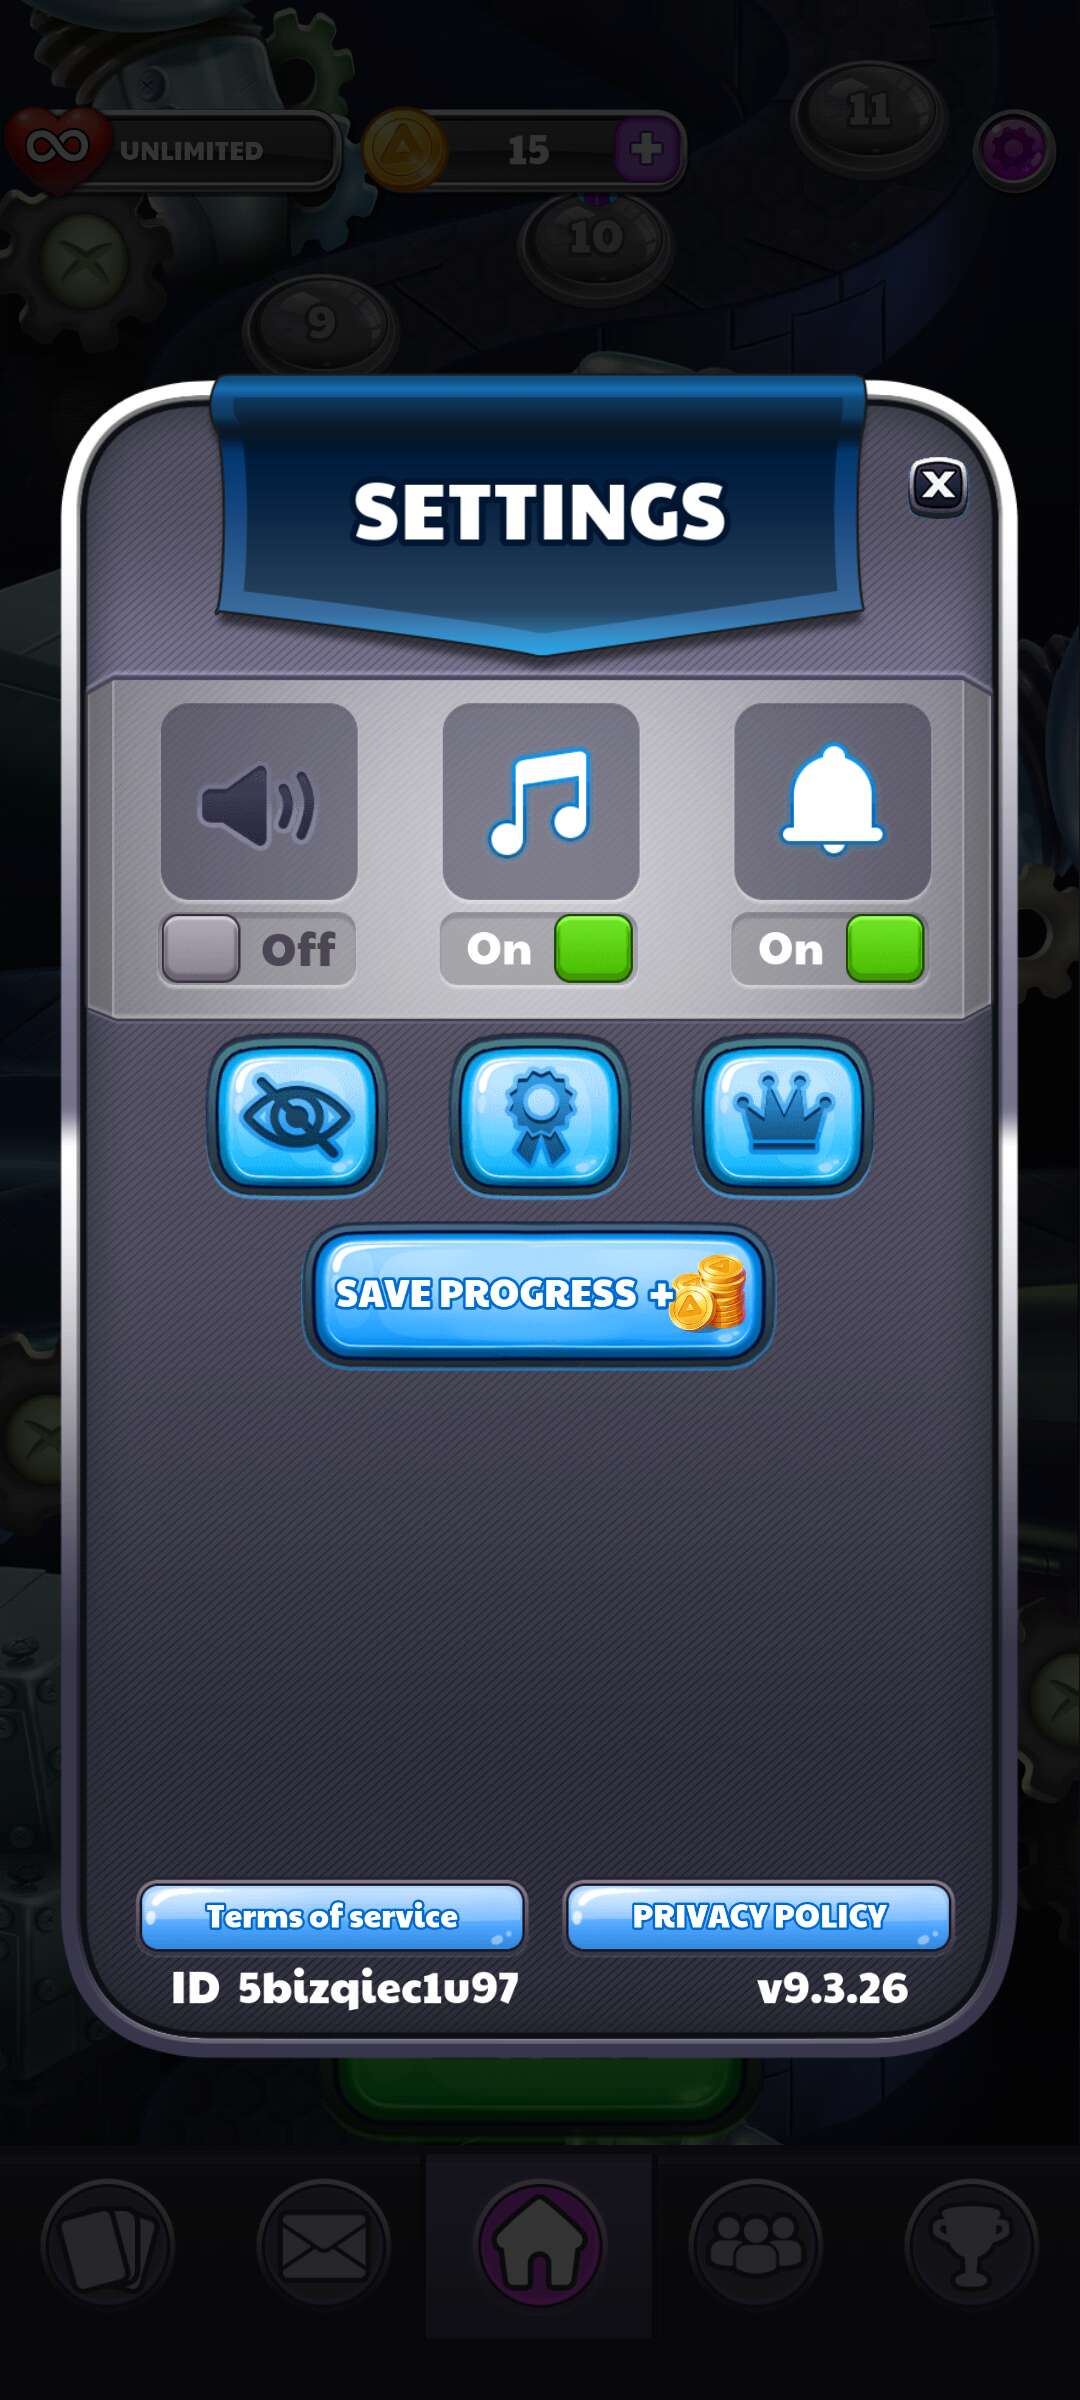 UNLIMITED
15
11
10
9
SETTINGS
X
Off
On
On
SAVE PROGRESS +
Terms of service
PRIVACY POLICY
ID 5bizqiec1u97
v9.3.26